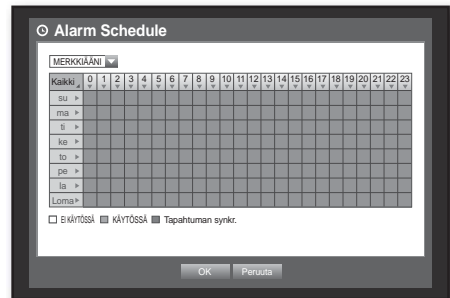 Alarm Schedule
MERKKIÄÄNI
Kaikki 0 1 2 3 4 5 6 7 8 9 10 11 12 13 14 15 16 17 18 19 20 21 22 23
su
ma
ti
ke
to
pe
la
Loma
EI KÄYTÖSSÄ KÄYTÖSSÄ Tapahtuman synkr.
OK Peruuta